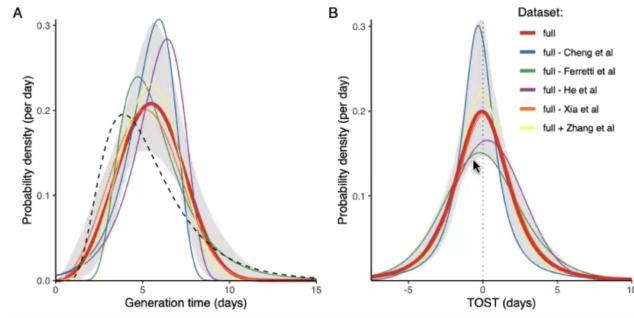 A
B
Dataset:
full
full - Cheng et al
full - Ferretti et al
full - He et al
full - Xia et al
full + Zhang et al
Probability density (per day)
0.3
0.2
0.1
0.0
0
5
10
15
Generation time (days)
Probability density (per day)
0.3
0.2
0.1
-5
0
5
10
TOST (days)